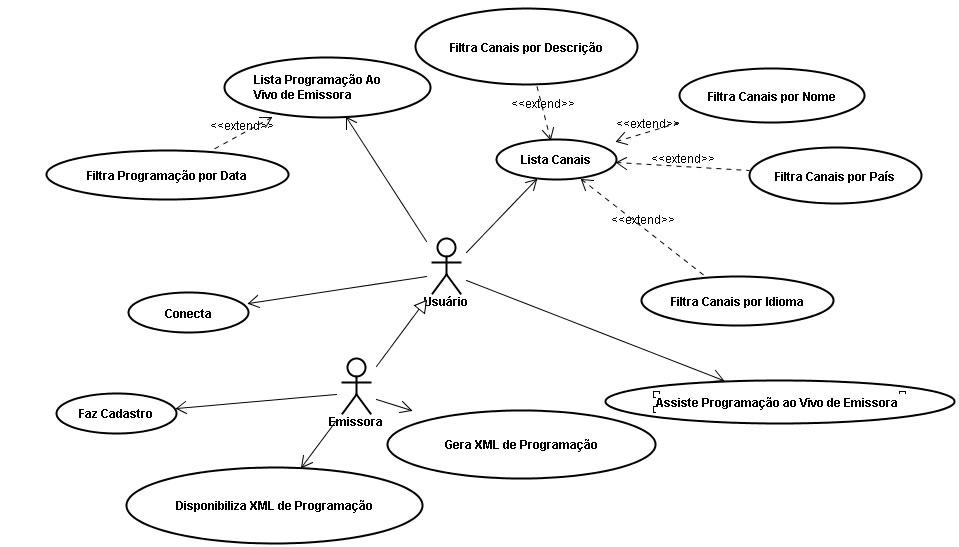 Filtra Canais por Descrição
Lista Programação Ao
Vivo de Emissora
Filtra Canais por Nome
<<extend>>
<<extend>>
<<extend>>
Lista Canais
<<extend>>
Filtra Programação por Data
Filtra Canais por País
<<extend>>
Usuário
Filtra Canais por Idioma
Conecta
Assiste Programação ao Vivo de Emissora
Faz Cadastro
Emissora
Gera XML de Programação
Disponibiliza XML de Programação